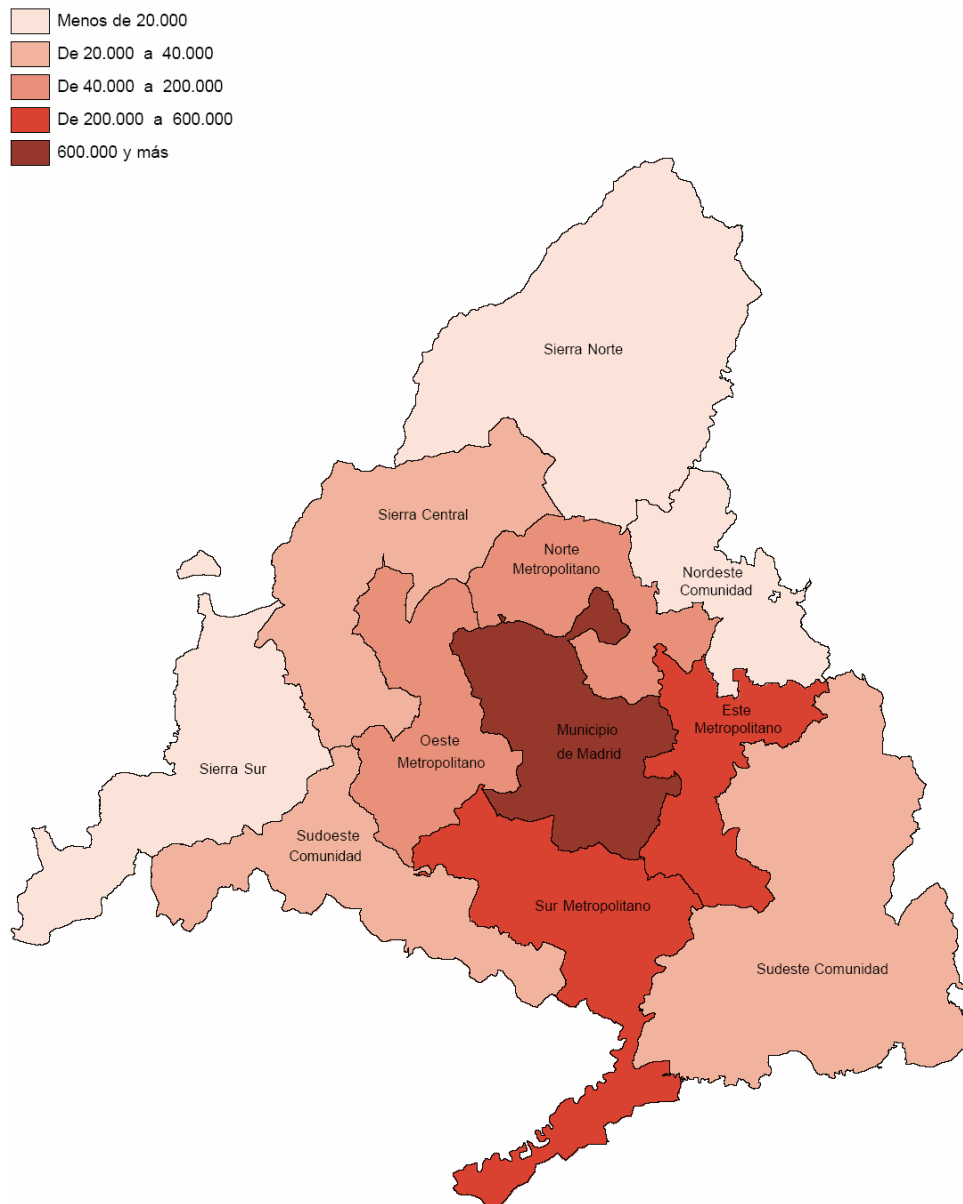 Menos de 20.000
De 20.000 a 40.000
De 40.000 a 200.000
De 200.000 a 600.000
600.000 y más
Sierra Norte
Sierra Central
Norte
Metropolitano
Nordeste
Comunidad
Este
Metropolitano
Municipio
de Madrid
Oeste
Metropolitano
Sierra Sur
Sudoeste
Comunidad
Sur Metropolitano
Sudeste Comunidad